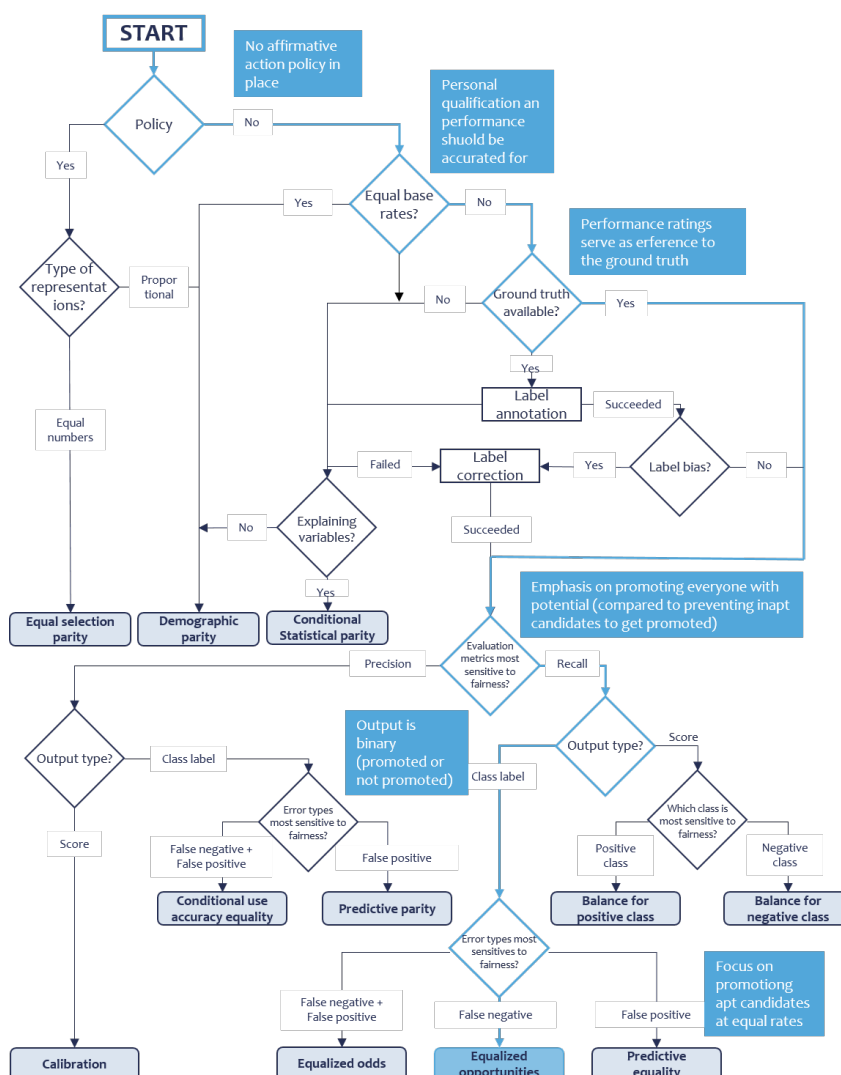 START
No affirmative
action policy in
place
Policy
No
Personal
qualification an
performance
shuold be
accurated for
Yes
Equal base
rates?
Yes
No
Performance ratings
serve as erference to
the ground truth
Type of
representat
ions?
Propor
tional
Ground truth
available?
No
Yes
Yes
Label
annotation
Succeeded
Equal
numbers
Label bias?
Label
correction
Failed
Yes
No
Explaining
variables?
No
Succeeded
Yes
Emphasis on promoting everyone with
potential (compared to preventing inapt
candidates to get promoted)
Equal selection
parity
Demographic
parity
Conditional
Statistical parity
Evaluation
metrics most
sensitive to
fairness?
Precision
Recall
Output is
binary
(promoted or
not promoted)
Output type?
Class label
Output type?
Score
Class label
Error types
most sensitive to
fairness?
Which class is
most sensitive to
fairness?
Score
False negative +
False positive
False positive
Positive
class
Negative
class
Conditional use
accuracy equality
Predictive parity
Balance for
positive class
Balance for
negative class
Error types most
sensitives to
fairness?
Focus on
promotiong
apt candidates
at equal rates
False negative +
False positive
False negative
False positive
Calibration
Equalized odds
Equalized
opportunities
Predictive
equality